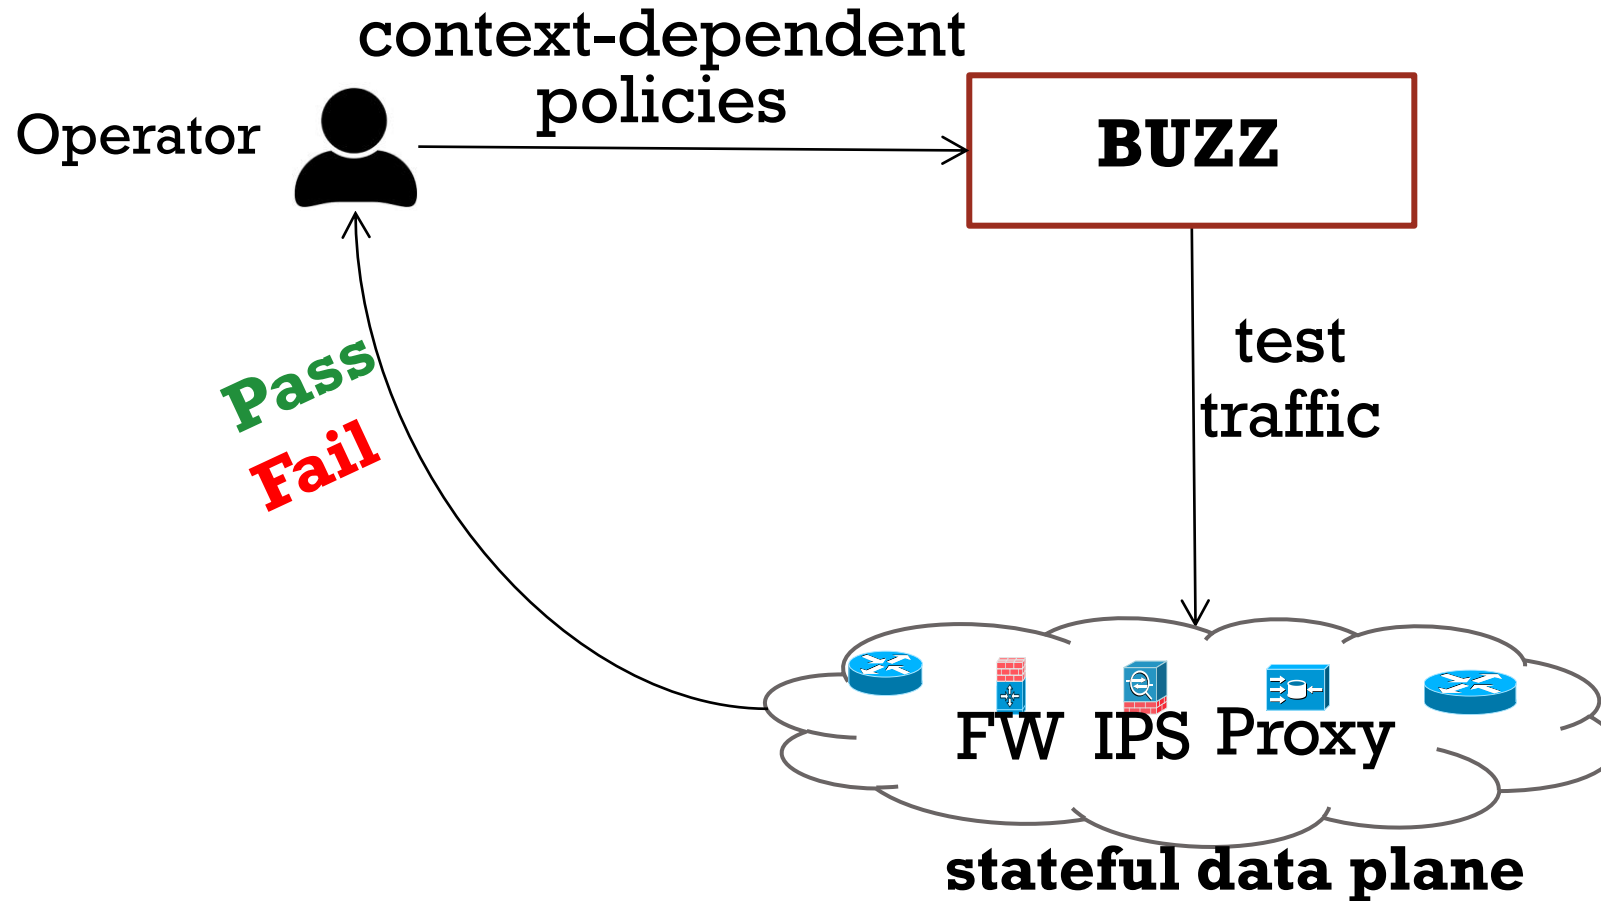 context-dependent
policies
Operator
BUZZ
test
traffic
Pass
Fail
FW IPS Proxy
stateful data plane